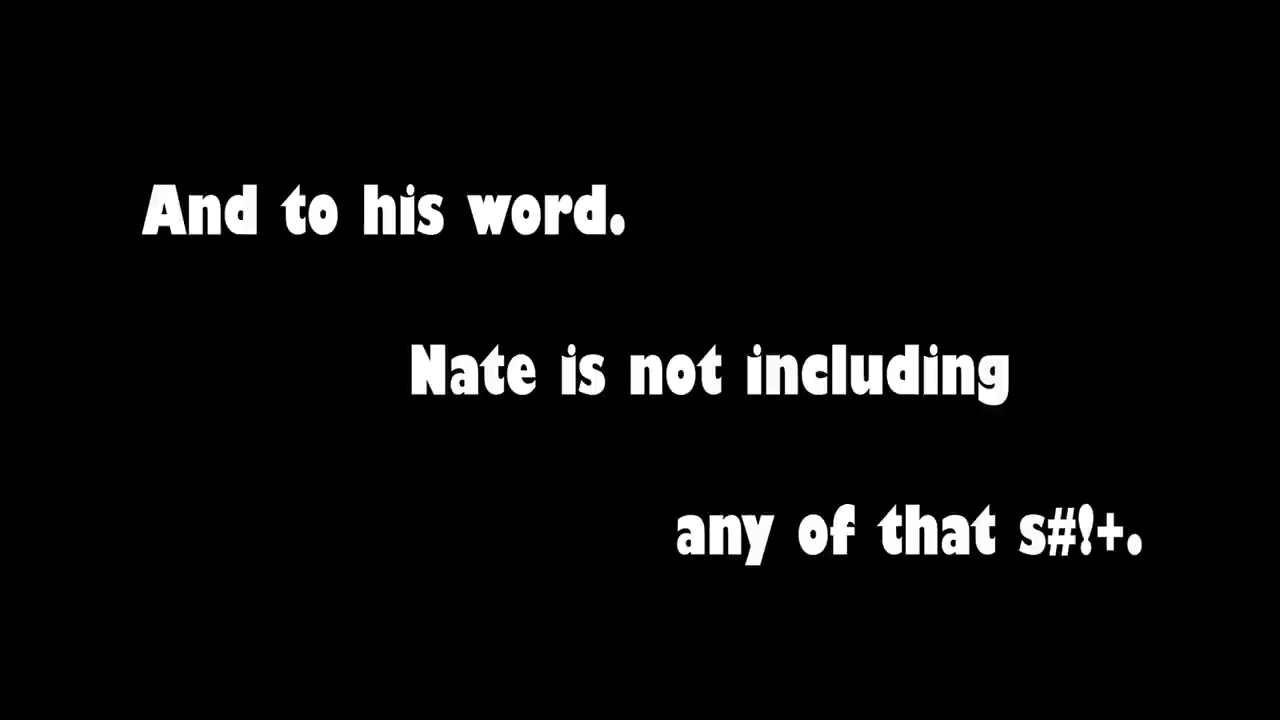 And to his word.
Nate is not including
any of that s#!+.